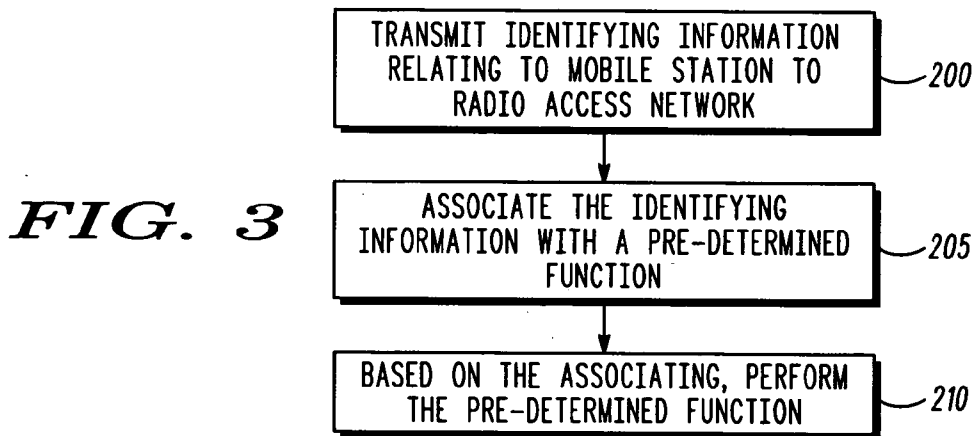 TRANSMIT IDENTIFYING INFORMATION
RELATING TO MOBILE STATION TO
RADIO ACCESS NETWORK
200
FIG. 3
ASSOCIATE THE IDENTIFYING
INFORMATION WITH A PRE-DETERMINED
FUNCTION
205
BASED ON THE ASSOCIATING, PERFORM
THE PRE-DETERMINED FUNCTION
210